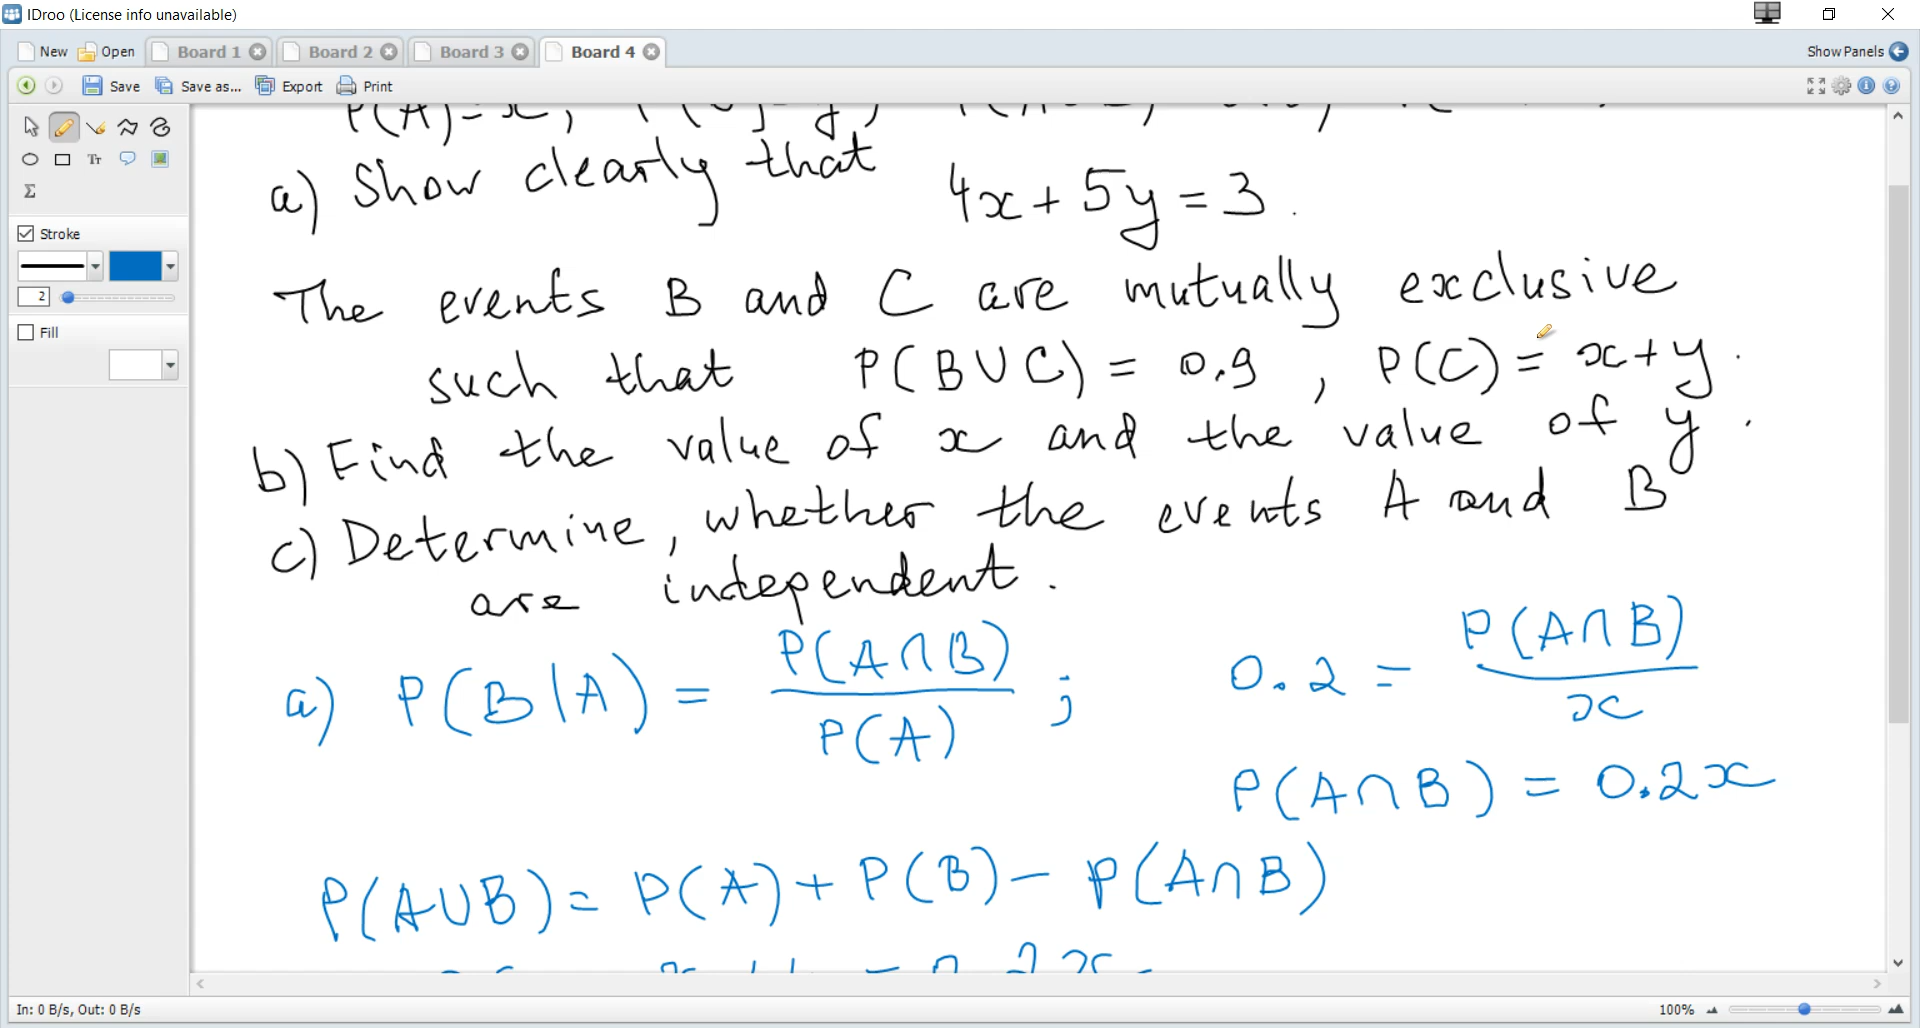 IDroo (License info unavailable)
New Open Board 1 Board 2 Board 3 Board 4 Show Panels
Save Save as... Export Print
P(A)=x,
a) Show clearly that 4x + 5y = 3.
Stroke
The events B and C are mutually exclusive
2
Fill
such that P(B∪C) = 0.9, P(C) = x+y.
b) Find the value of x and the value of y.
c) Determine, whether the events A and B
are independent.
a) P(B|A) = P(A∩B)/P(A) ; 0.2 = P(A∩B)/x
P(A∩B) = 0.2x
P(A∪B) = P(A) + P(B) − P(A∩B)
In: 0 B/s, Out: 0 B/s 100%